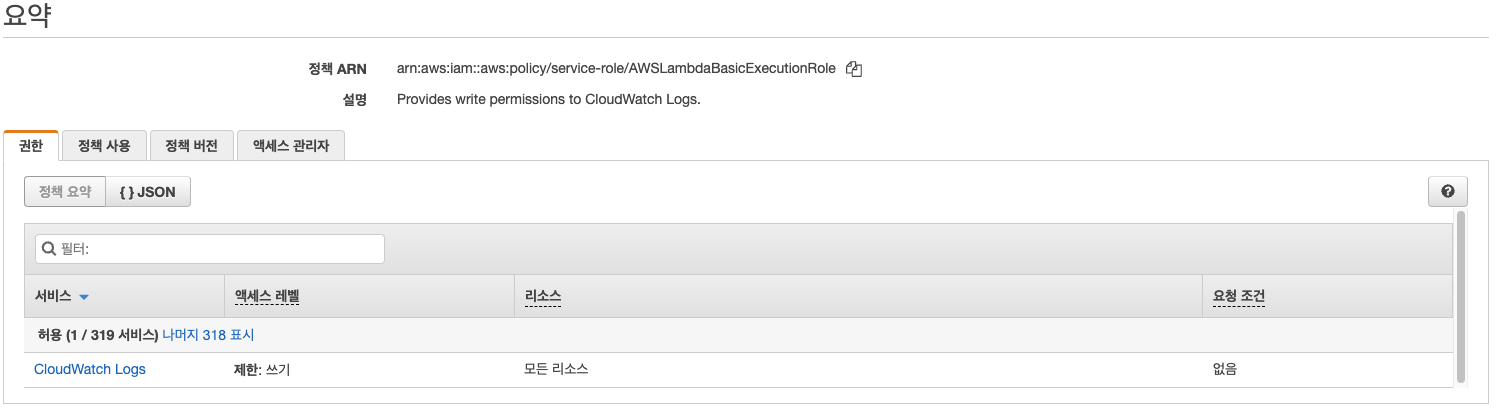 요약
정책 ARN arn:aws:iam::aws:policy/service-role/AWSLambdaBasicExecutionRole
설명 Provides write permissions to CloudWatch Logs.
권한 정책 사용 정책 버전 액세스 관리자
정책 요약 { } JSON
필터:
서비스 액세스 레벨 리소스 요청 조건
허용 (1 / 319 서비스) 나머지 318 표시
CloudWatch Logs 제한: 쓰기 모든 리소스 없음